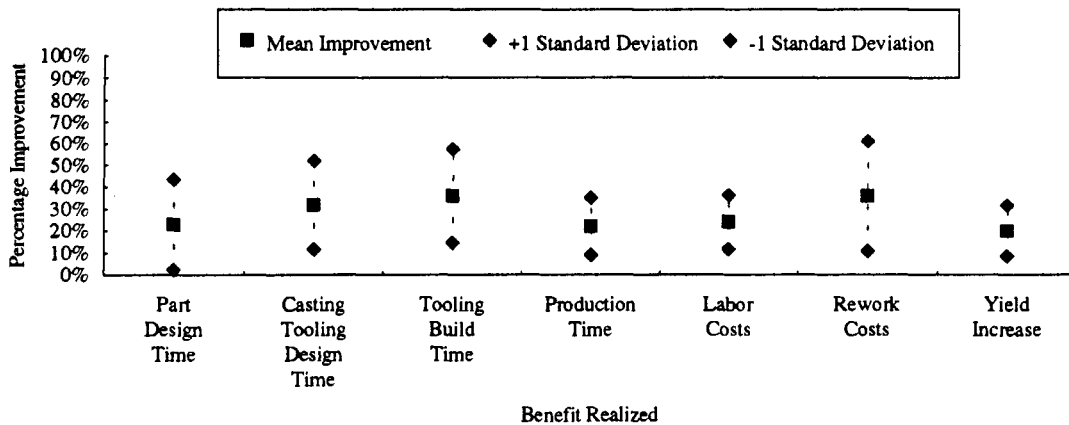 Mean Improvement +1 Standard Deviation -1 Standard Deviation
Percentage Improvement
100%
90%
80%
70%
60%
50%
40%
30%
20%
10%
0%
Part
Design
Time
Casting
Tooling
Design
Time
Tooling
Build
Time
Production
Time
Labor
Costs
Rework
Costs
Yield
Increase
Benefit Realized